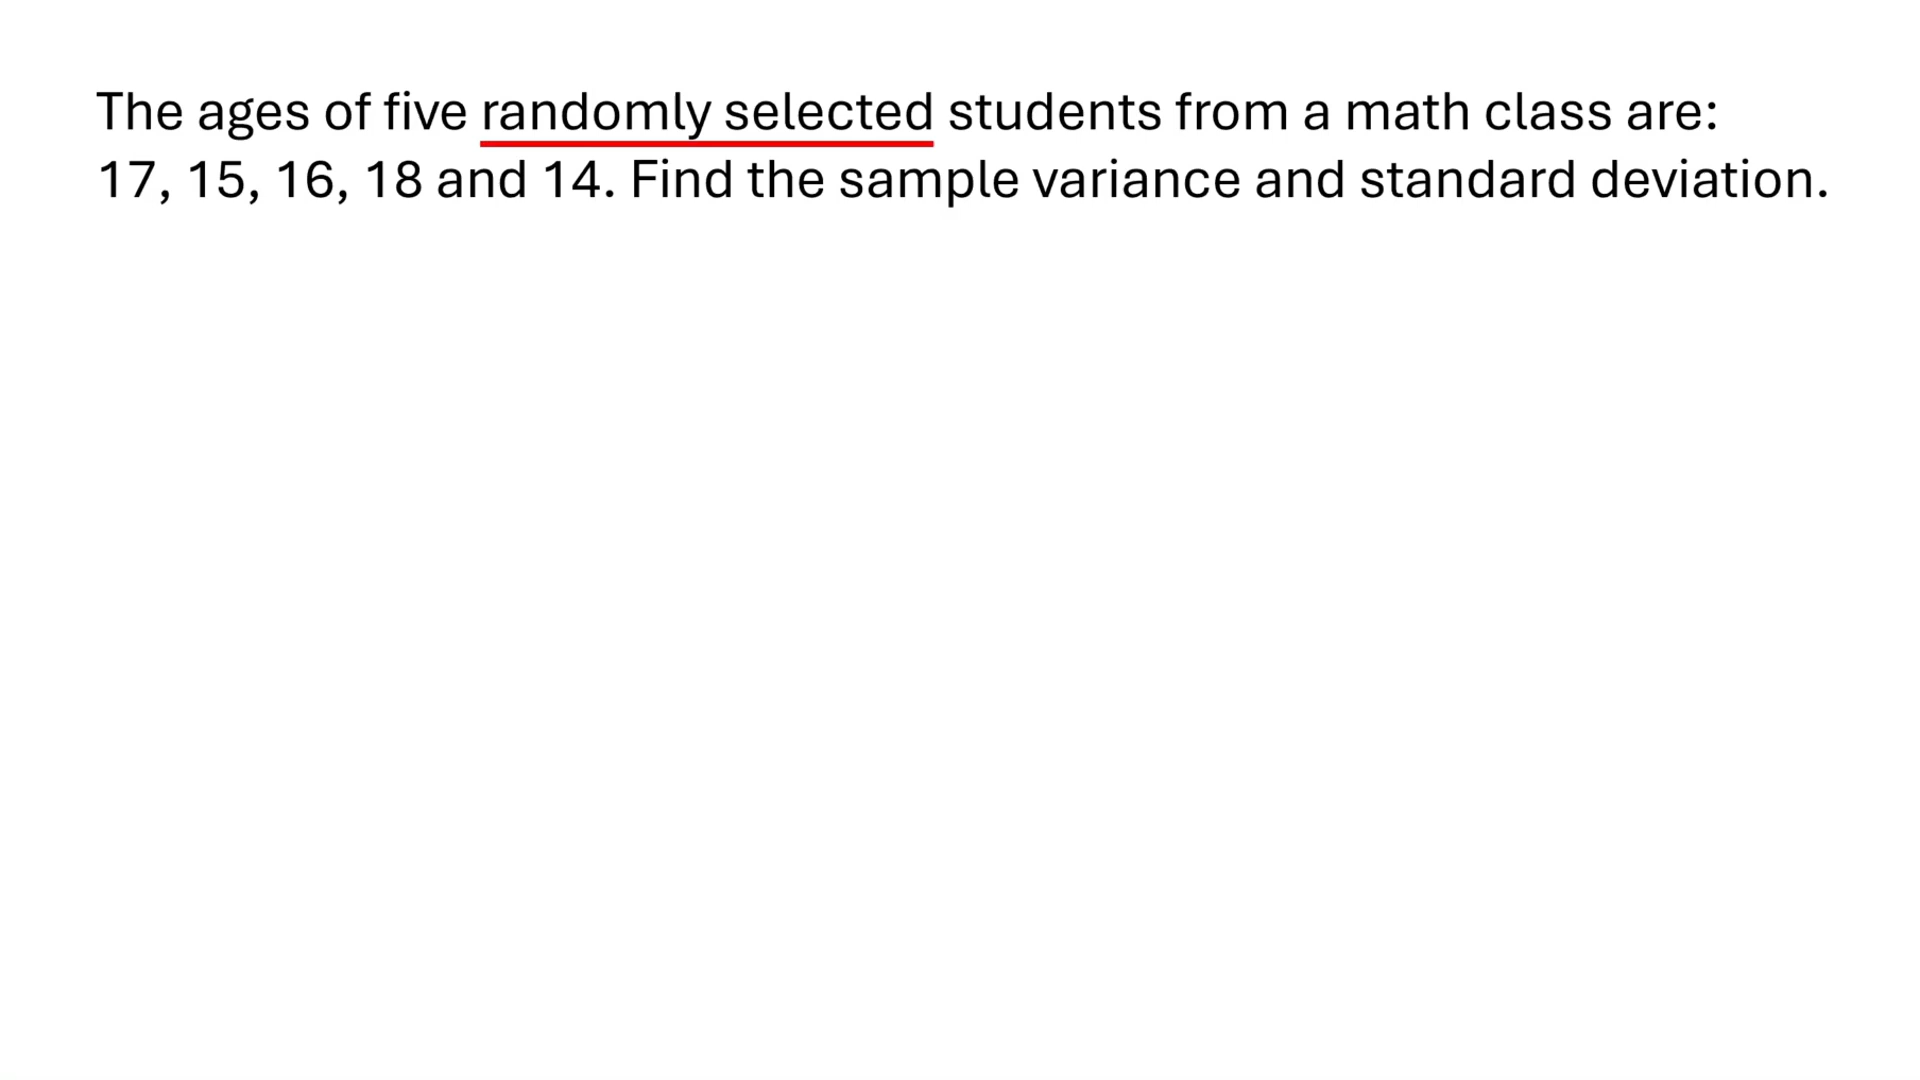 The ages of five randomly selected students from a math class are:
17, 15, 16, 18 and 14. Find the sample variance and standard deviation.